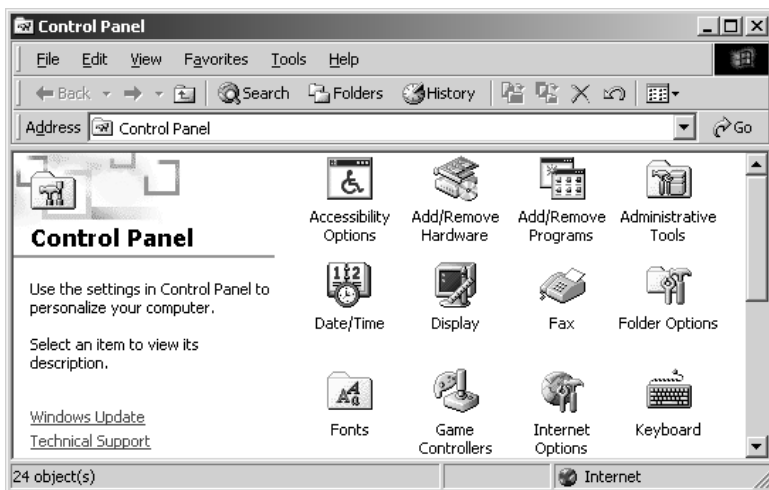 Control Panel
File Edit View Favorites Tools Help
Back Search Folders History
Address Control Panel Go
Control Panel
Use the settings in Control Panel to
personalize your computer.
Select an item to view its
description.
Windows Update
Technical Support
Accessibility
Options
Add/Remove
Hardware
Add/Remove
Programs
Administrative
Tools
Date/Time
Display
Fax
Folder Options
Fonts
Game
Controllers
Internet
Options
Keyboard
24 object(s)
Internet